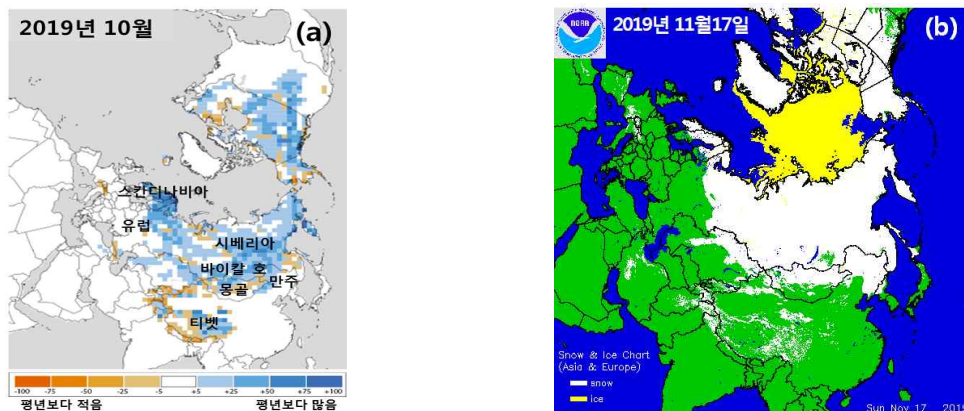 2019년 10월
(a)
스칸디나비아
유럽
시베리아
바이칼 호
몽골
만주
티벳
-100 -75 -50 -25 -5 +5 +25 +50 +75 +100
평년보다 적음 평년보다 많음
NOAA
2019년 11월17일
(b)
Snow & Ice Chart
(Asia & Europe)
snow
ice
Sun Nov 17